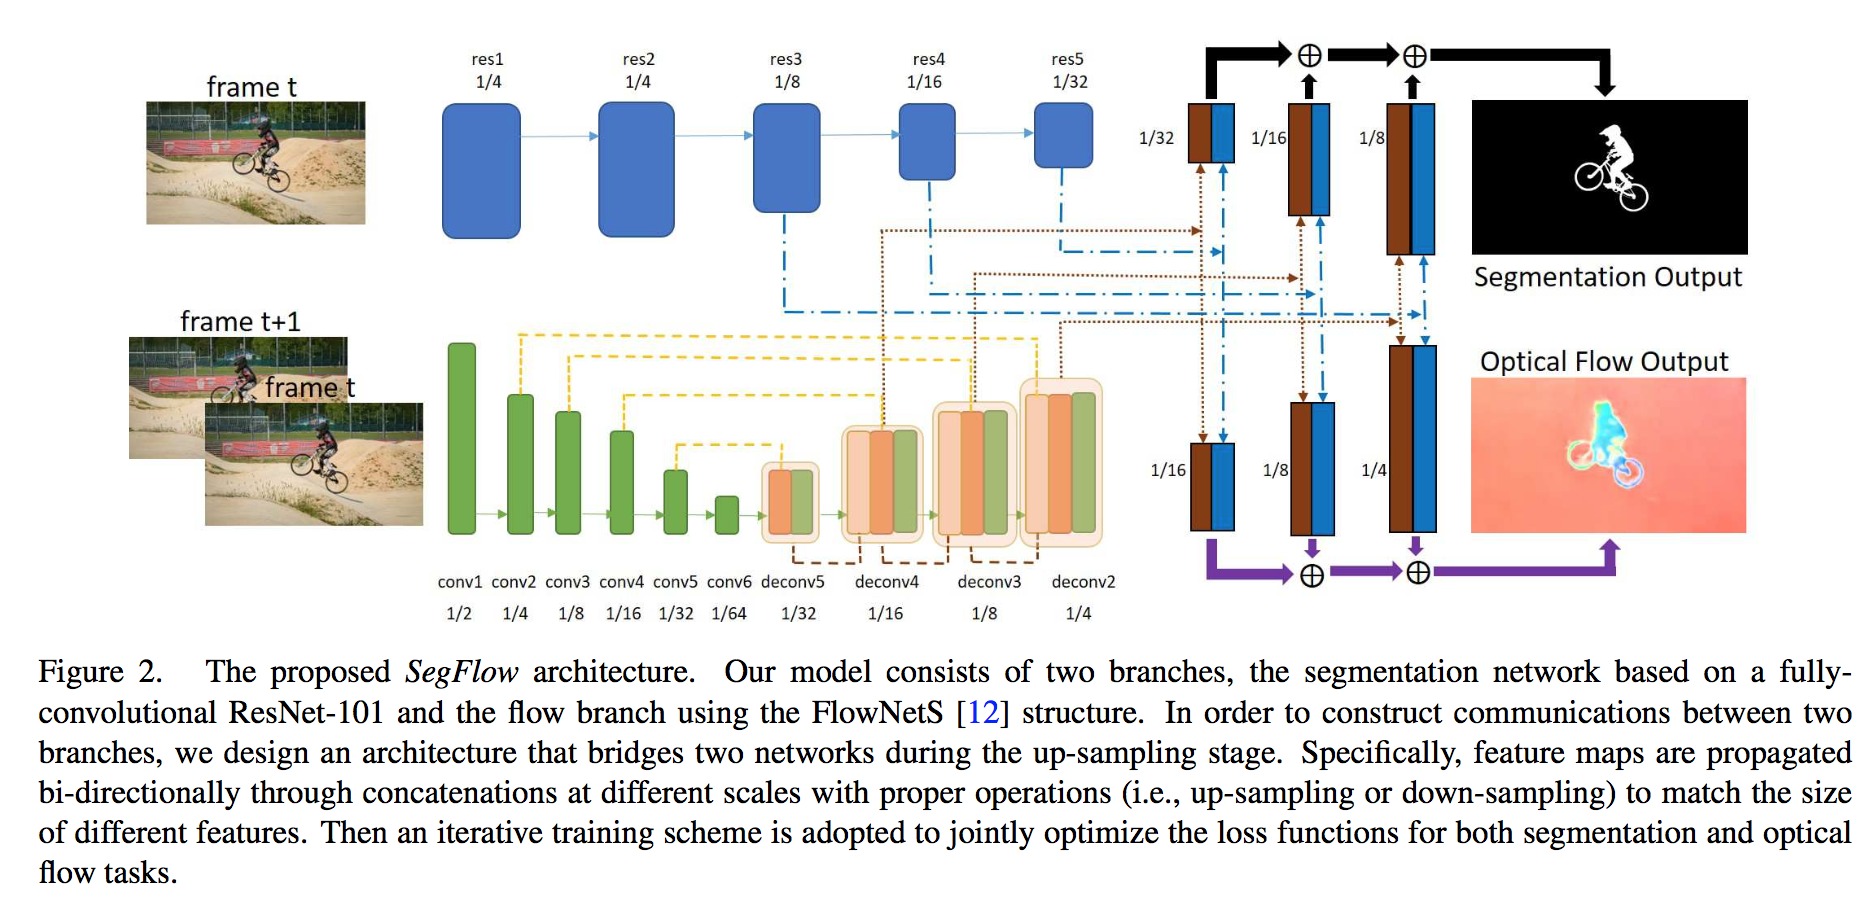 frame t
res1
1/4
res2
1/4
res3
1/8
res4
1/16
res5
1/32
1/32
1/16
1/8
Segmentation Output
frame t+1
frame t
Optical Flow Output
1/16
1/8
1/4
conv1 conv2 conv3 conv4 conv5 conv6 deconv5 deconv4 deconv3 deconv2
1/2 1/4 1/8 1/16 1/32 1/64 1/32 1/16 1/8 1/4
Figure 2. The proposed SegFlow architecture. Our model consists of two branches, the segmentation network based on a fully-
convolutional ResNet-101 and the flow branch using the FlowNetS [12] structure. In order to construct communications between two
branches, we design an architecture that bridges two networks during the up-sampling stage. Specifically, feature maps are propagated
bi-directionally through concatenations at different scales with proper operations (i.e., up-sampling or down-sampling) to match the size
of different features. Then an iterative training scheme is adopted to jointly optimize the loss functions for both segmentation and optical
flow tasks.